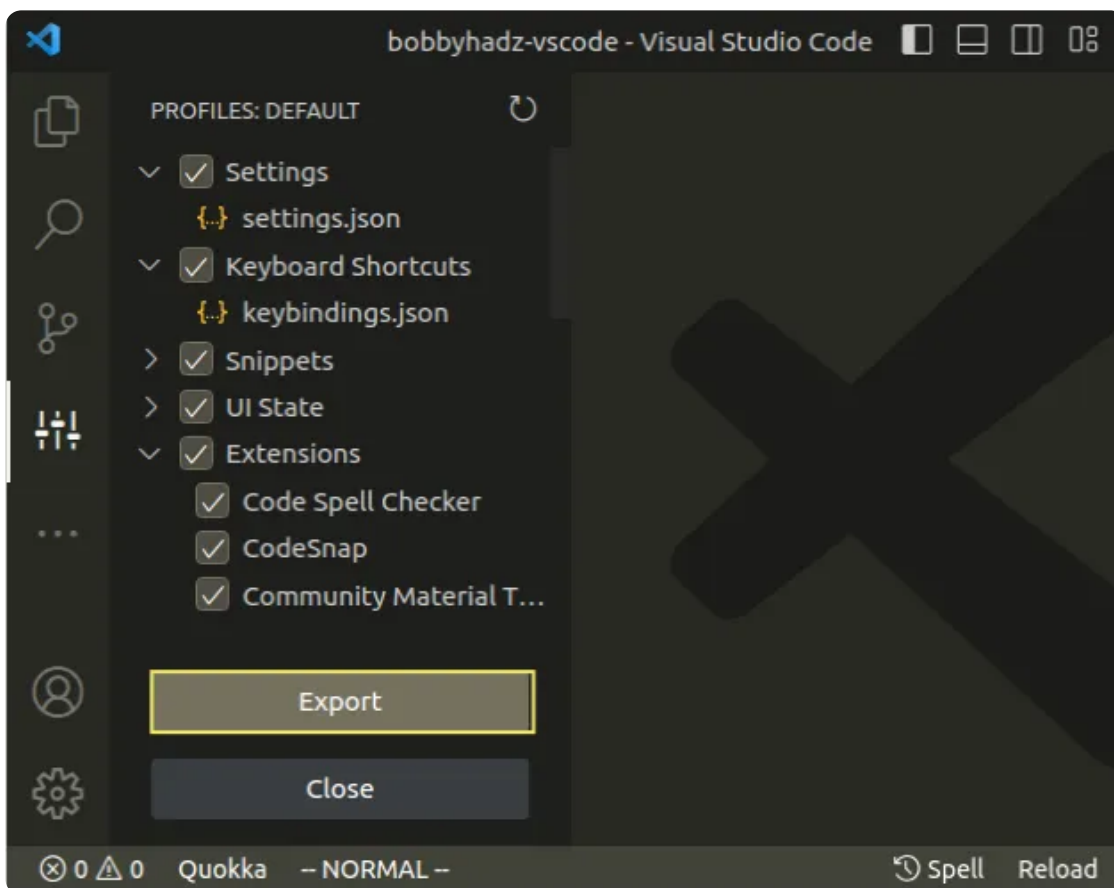 bobbyhadz-vscode - Visual Studio Code
PROFILES: DEFAULT
Settings
{..} settings.json
Keyboard Shortcuts
{..} keybindings.json
Snippets
UI State
Extensions
Code Spell Checker
CodeSnap
Community Material T...
Export
Close
0 0 Quokka -- NORMAL -- Spell Reload